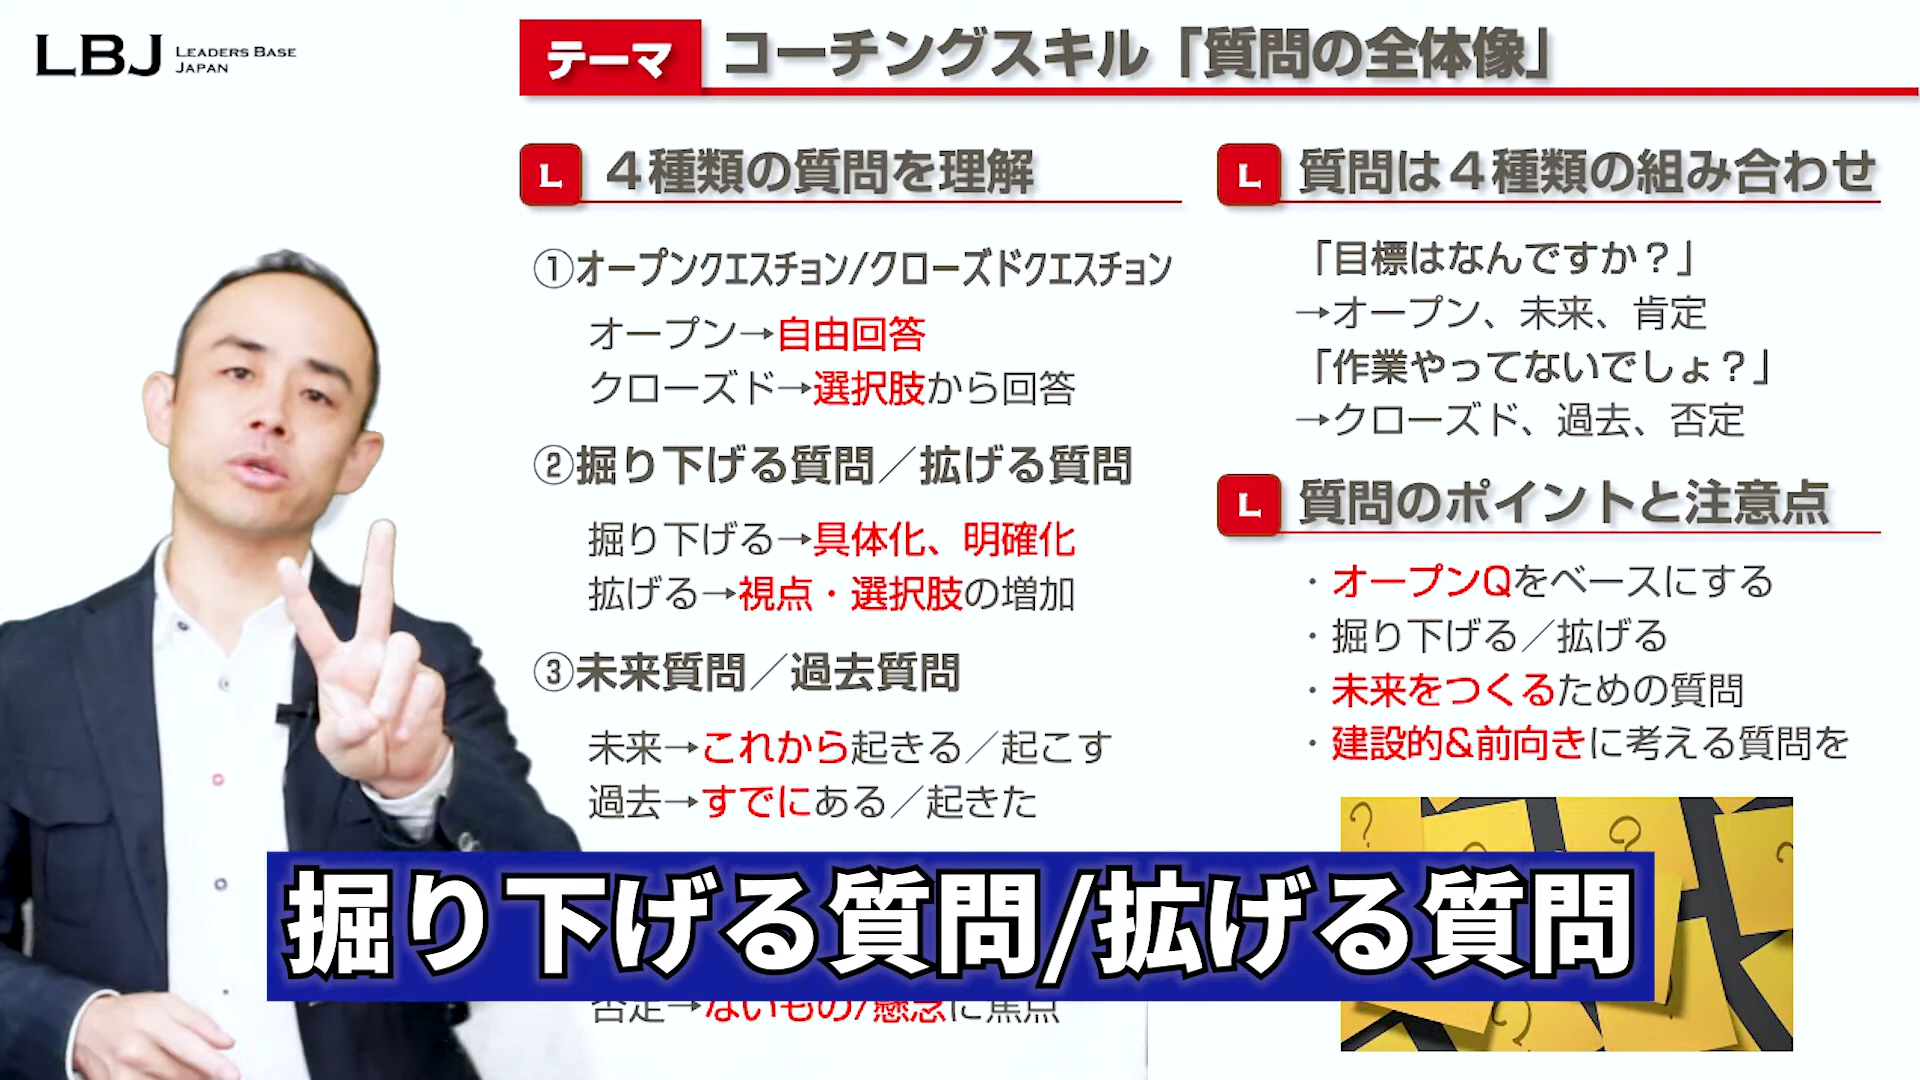 LBJ LEADERS BASE
JAPAN
テーマ コーチングスキル「質問の全体像」
L 4種類の質問を理解
①オープンクエスチョン/クローズドクエスチョン
オープン→自由回答
クローズド→選択肢から回答
②掘り下げる質問／拡げる質問
掘り下げる→具体化、明確化
拡げる→視点・選択肢の増加
③未来質問／過去質問
未来→これから起きる／起こす
過去→すでにある／起きた
否定→ないもの/懸念に焦点
L 質問は4種類の組み合わせ
「目標はなんですか？」
→オープン、未来、肯定
「作業やってないでしょ？」
→クローズド、過去、否定
L 質問のポイントと注意点
・オープンQをベースにする
・掘り下げる／拡げる
・未来をつくるための質問
・建設的&前向きに考える質問を
掘り下げる質問/拡げる質問